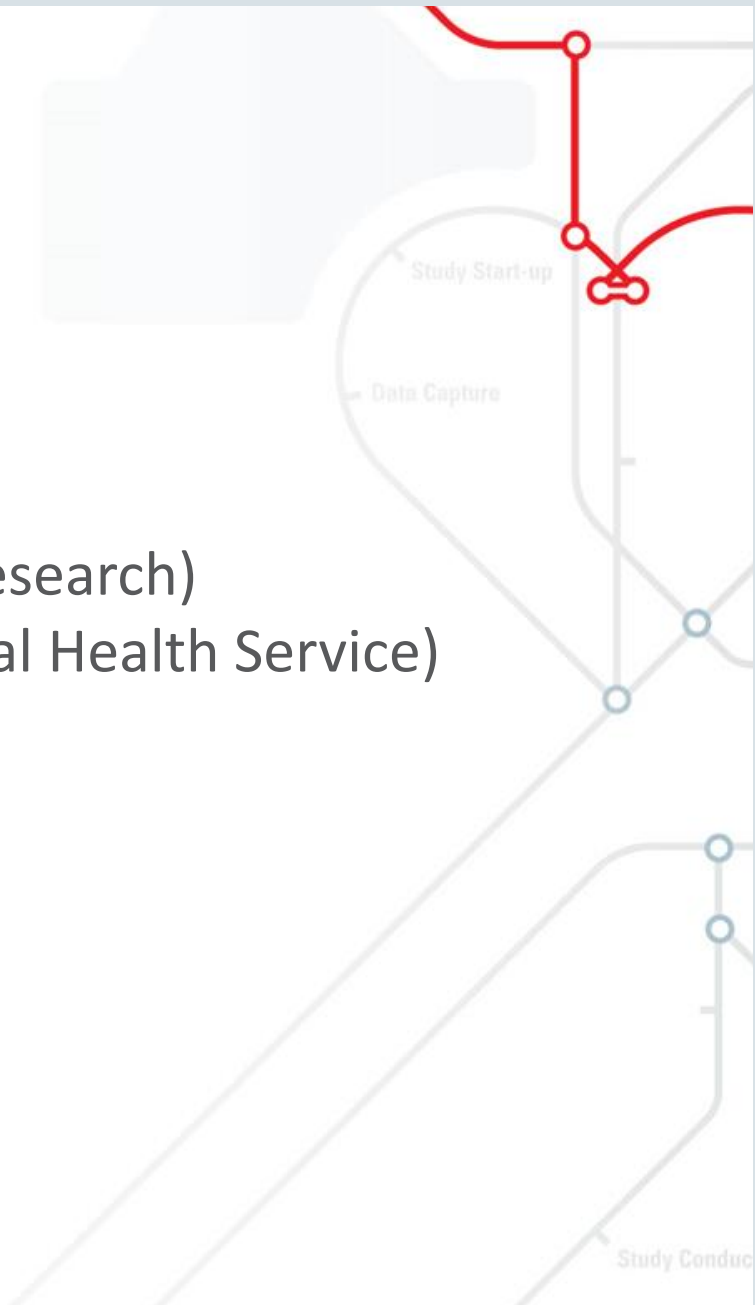 Study Start-up
Data Capture
esearch)
al Health Service)
Study Conduc